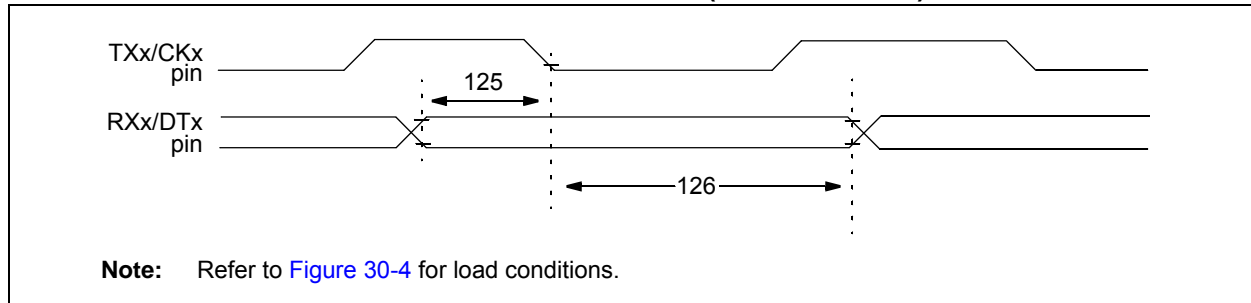 TXx/CKx
pin
125
RXx/DTx
pin
126
Note: Refer to Figure 30-4 for load conditions.